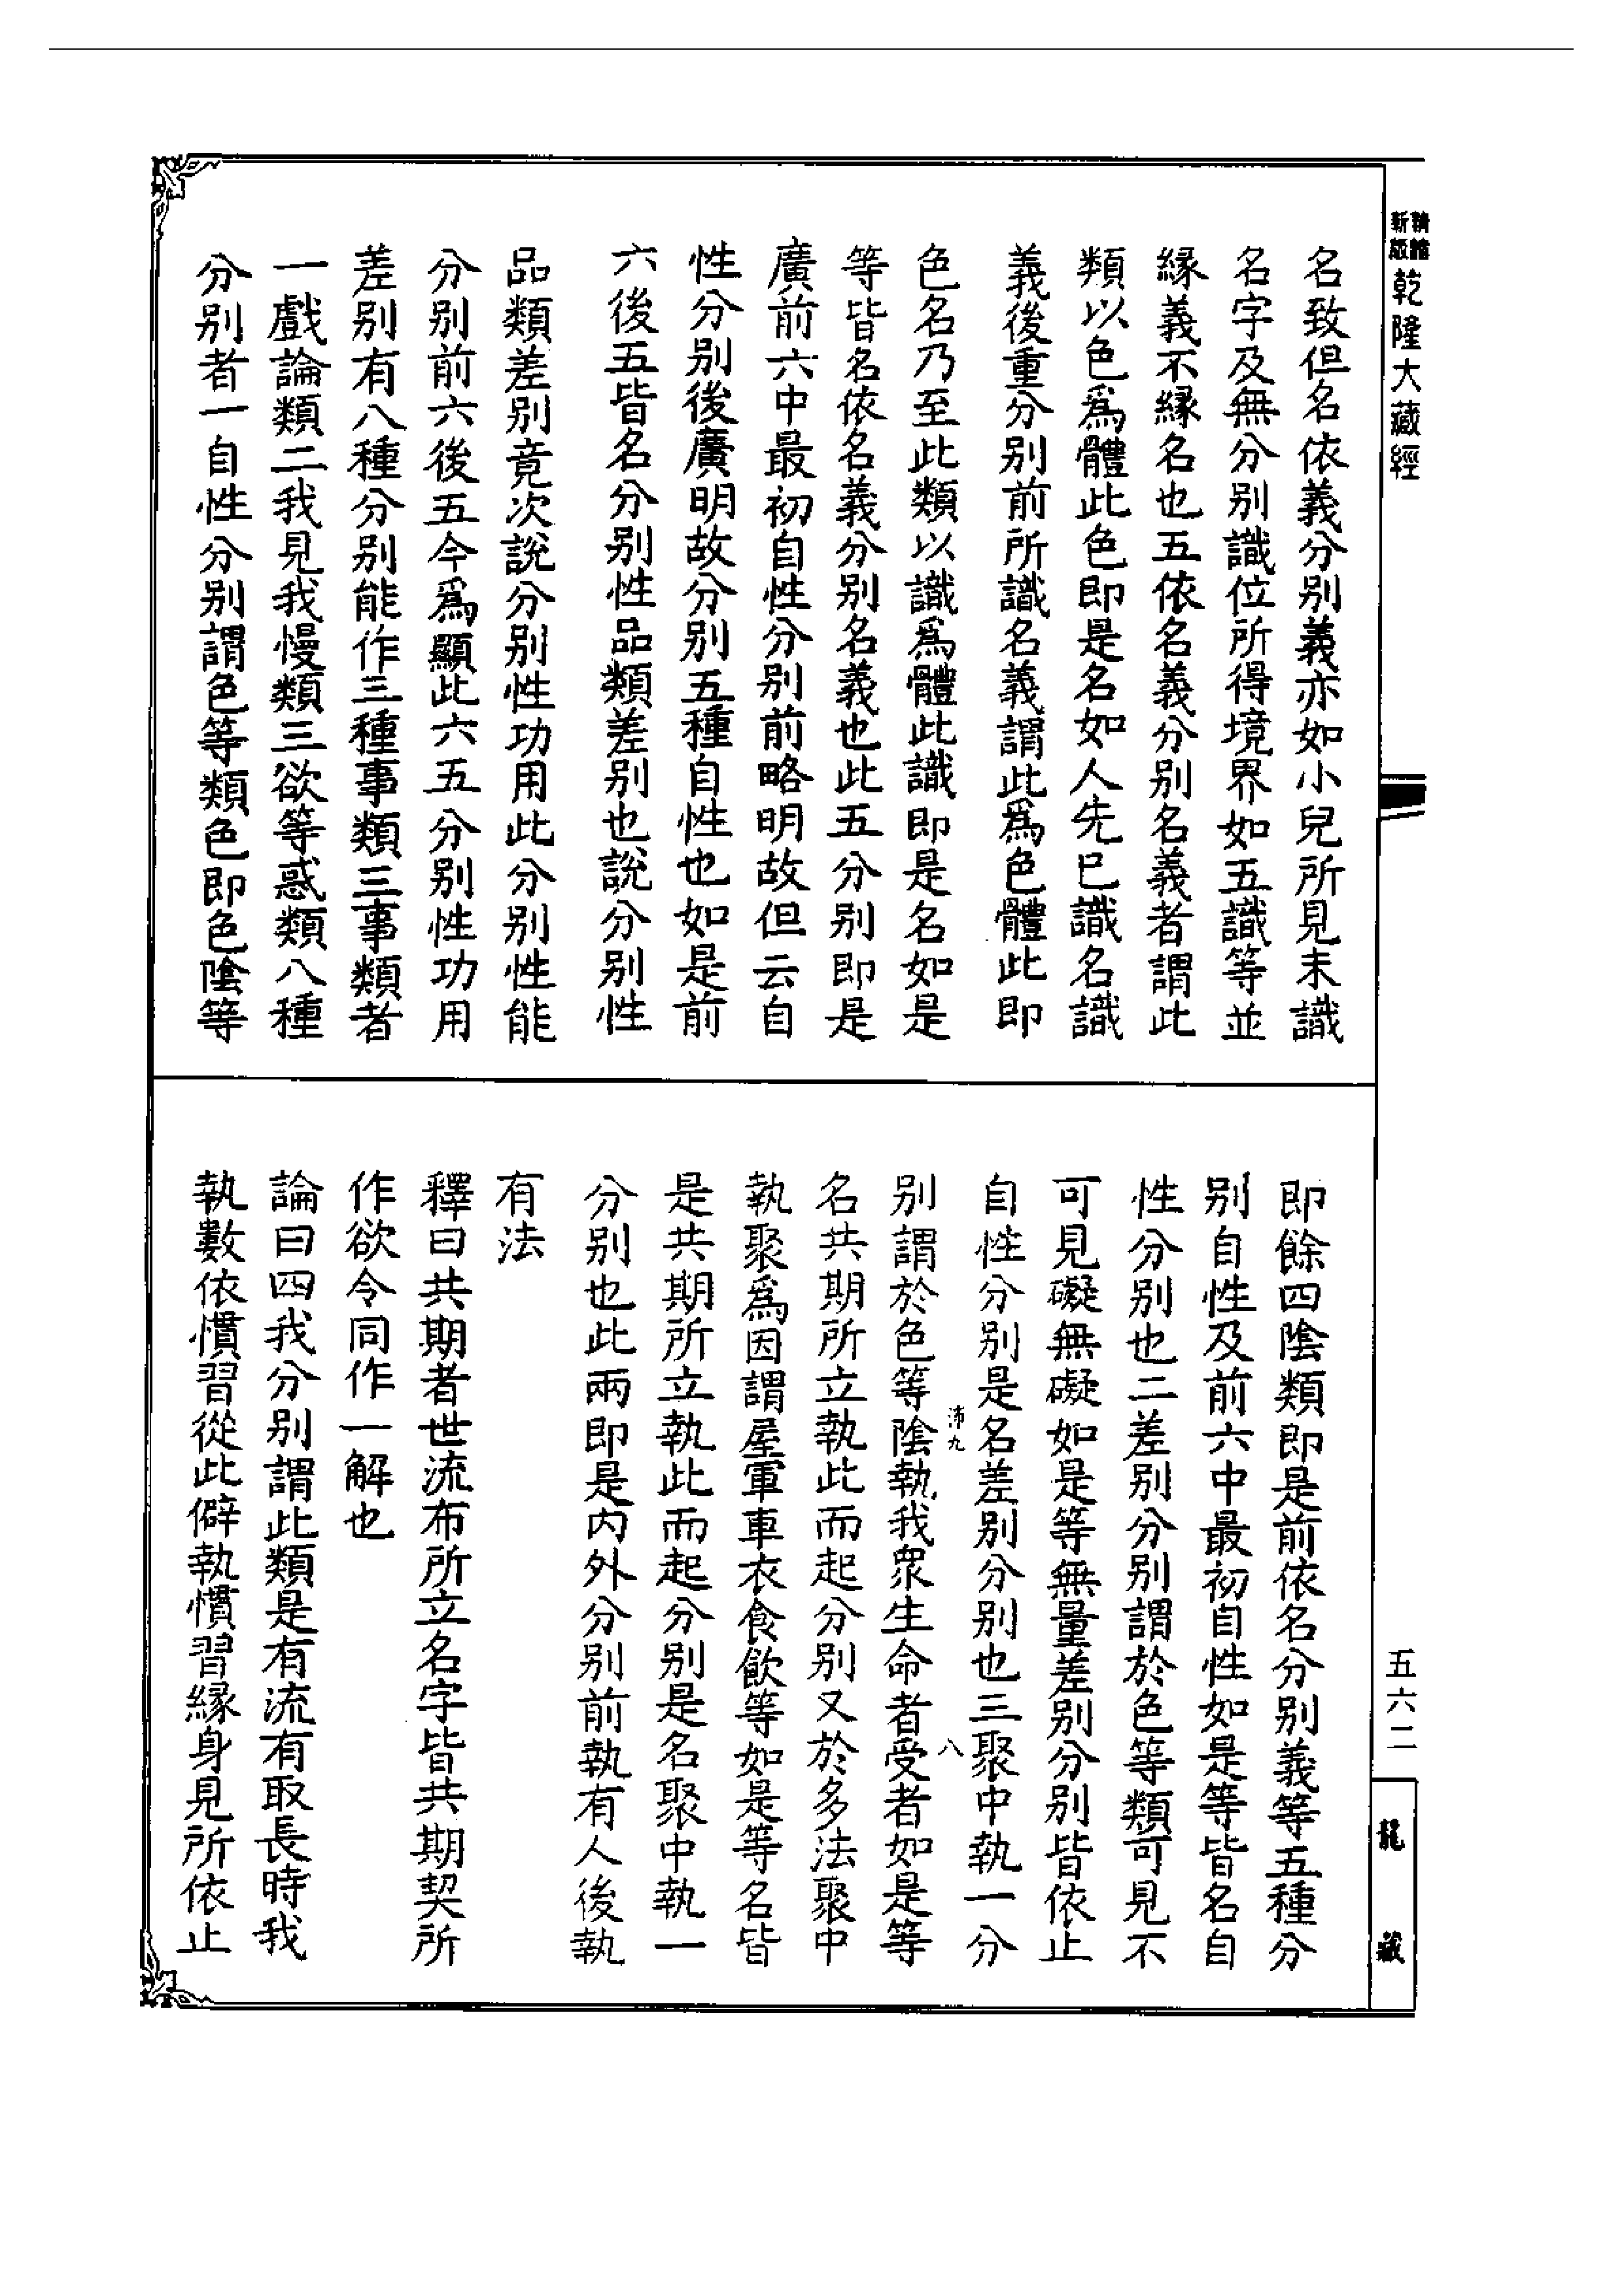 新編縮版
乾隆大藏經
名致但名依義分別義亦如小兒所見未識
名字及無分別識位所得境界如五識等並
緣義不緣名也五依名義分別名義者謂此
類以色爲體此色即是名如人先已識名識
義後重分別前所識名義謂此爲色體此即
色名乃至此類以識爲體此識即是名如是
等皆名依名義分別名義也此五分別即是
廣前六中最初自性分別前略明故但云自
性分別後廣明故分別五種自性也如是前
六後五皆名分別性品類差別也說分別性
品類差別竟次說分別性功用此分別性能
分別前六後五今爲顯此六五分別性功用
差別有八種分別能作三種事類三事類者
一戲論類二我見我慢類三欲等惑類八種
分別者一自性分別謂色等類色即色陰等
即餘四陰類即是前依名分別義等五種分
別自性及前六中最初自性如是等皆名自
性分別也二差別分別謂於色等類可見不
可見礙無礙如是等無量差別分別皆依止
自性分別是名差別分別也三聚中執一分
別謂於色等陰執我衆生命者受者如是等
名共期所立執此而起分別又於多法聚中
執聚爲因謂屋軍車衣食飲等如是等名皆
是共期所立執此而起分別是名聚中執一
分別也此兩即是內外分別前執有人後執
有法
釋曰共期者世流布所立名字皆共期契所
作欲令同作一解也
論曰四我分別謂此類是有流有取長時我
執數依慣習從此僻執慣習緣身見所依止
沛九
八
五六二
龍藏